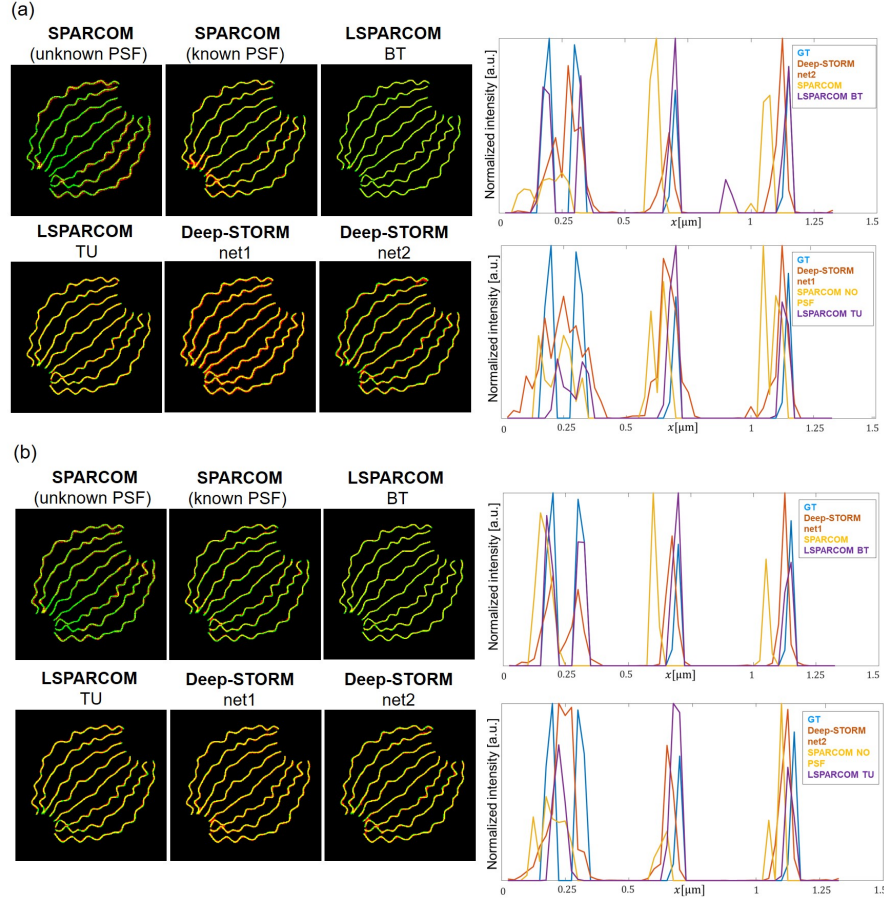 (a)
SPARCOM
(unknown PSF)
SPARCOM
(known PSF)
LSPARCOM
BT
LSPARCOM
TU
Deep-STORM
net1
Deep-STORM
net2
Normalized intensity [a.u.]
GT
Deep-STORM
net2
SPARCOM
LSPARCOM BT
0 0.25 0.5 x[μm] 1 1.25 1.5
Normalized intensity [a.u.]
GT
Deep-STORM
net1
SPARCOM NO
PSF
LSPARCOM TU
0 0.25 0.5 x[μm] 1 1.25 1.5
(b)
SPARCOM
(unknown PSF)
SPARCOM
(known PSF)
LSPARCOM
BT
LSPARCOM
TU
Deep-STORM
net1
Deep-STORM
net2
Normalized intensity [a.u.]
GT
Deep-STORM
net1
SPARCOM
LSPARCOM BT
0 0.25 0.5 x[μm] 1 1.25 1.5
Normalized intensity [a.u.]
GT
Deep-STORM
net2
SPARCOM NO
PSF
LSPARCOM TU
0 0.25 0.5 x[μm] 1 1.25 1.5